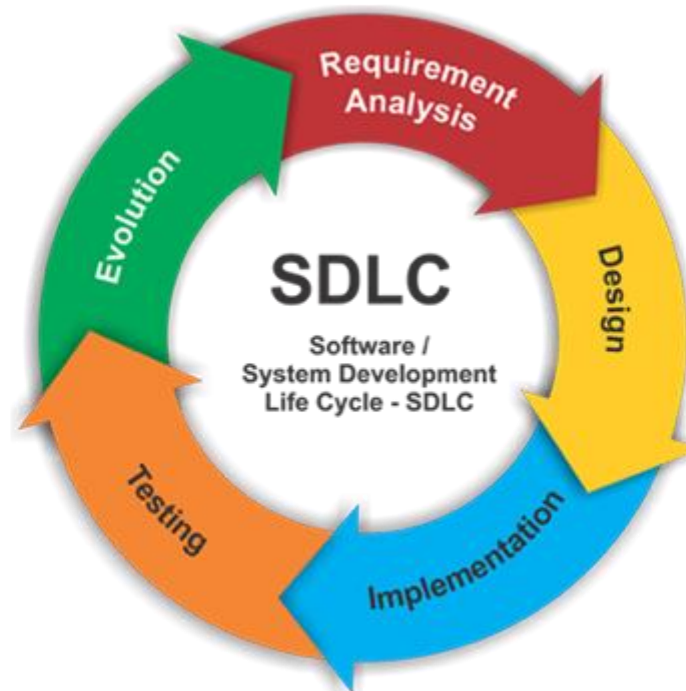 Requirement
Analysis
Design
Implementation
Testing
Evolution
SDLC
Software /
System Development
Life Cycle - SDLC